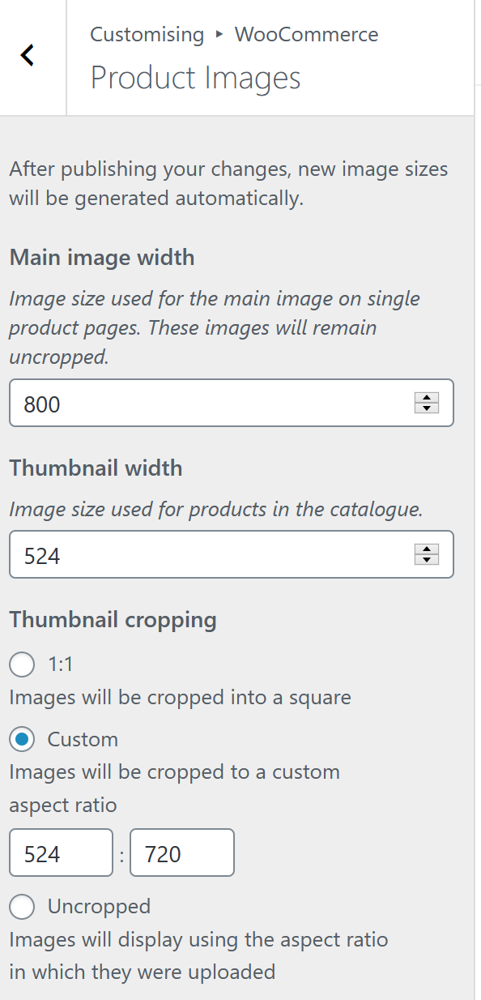 Customising ▸ WooCommerce
Product Images
After publishing your changes, new image sizes
will be generated automatically.
Main image width
Image size used for the main image on single
product pages. These images will remain
uncropped.
800
Thumbnail width
Image size used for products in the catalogue.
524
Thumbnail cropping
1:1
Images will be cropped into a square
Custom
Images will be cropped to a custom
aspect ratio
524 : 720
Uncropped
Images will display using the aspect ratio
in which they were uploaded